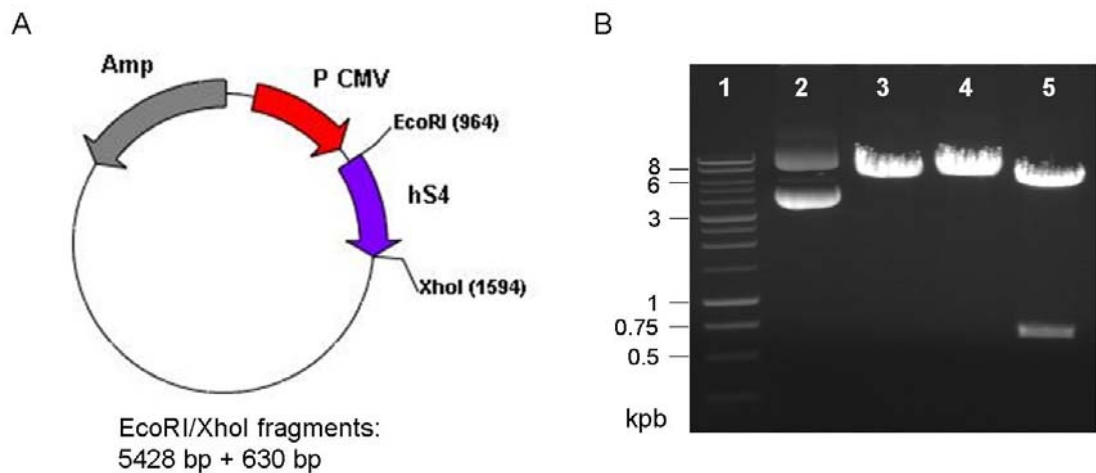 A
Amp
P CMV
EcoRI (964)
hS4
XhoI (1594)
EcoRI/XhoI fragments:
5428 bp + 630 bp
B
1 2 3 4 5
8
6
3
1
0.75
0.5
kpb